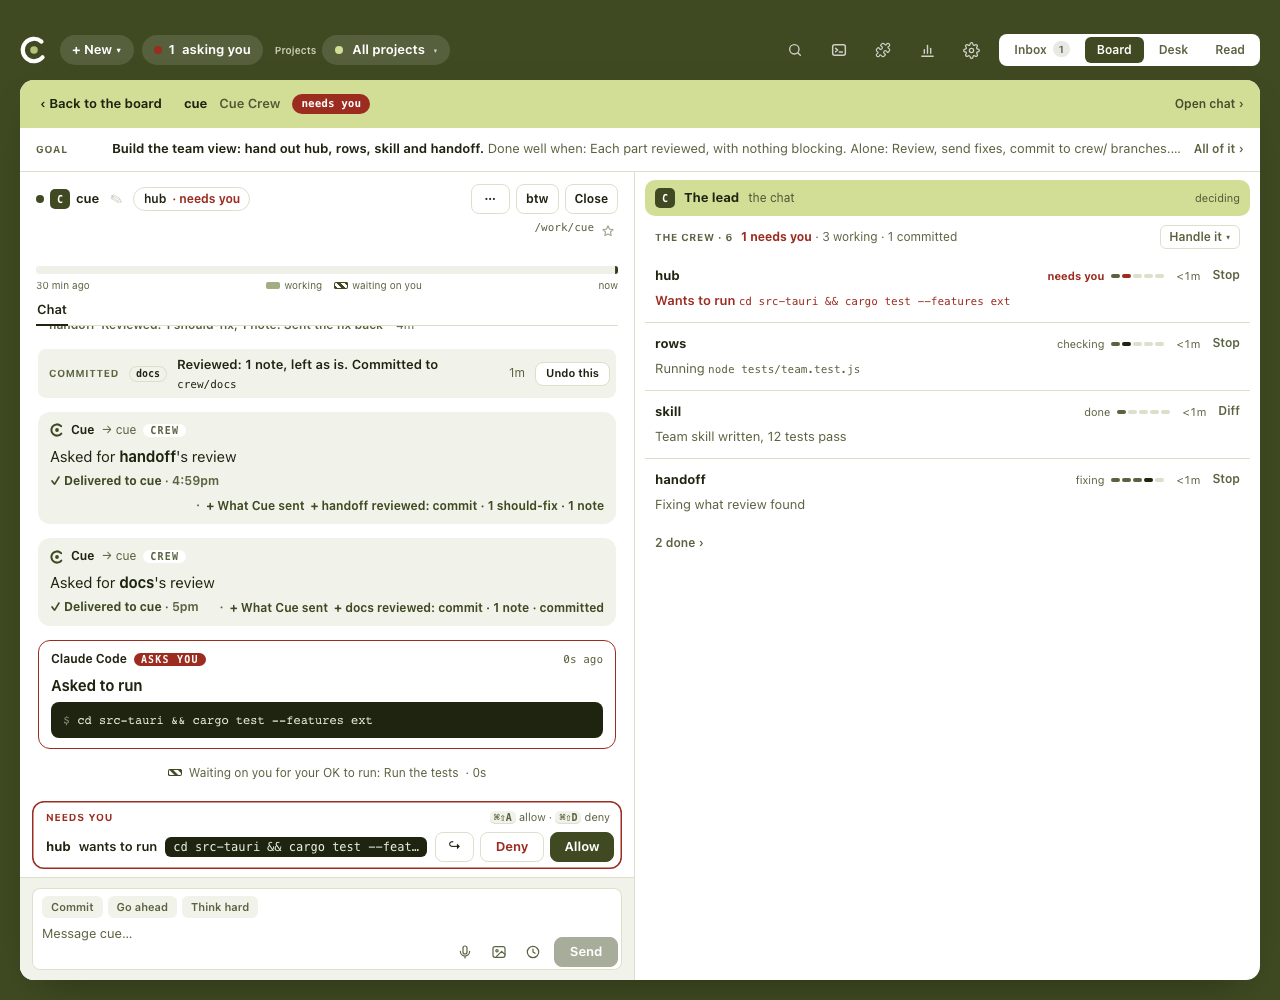 + New ▾
1 asking you
Projects
All projects ▾
Inbox 1
Board
Desk
Read
‹ Back to the board
cue Cue Crew needs you
Open chat ›
GOAL
Build the team view: hand out hub, rows, skill and handoff. Done well when: Each part reviewed, with nothing blocking. Alone: Review, send fixes, commit to crew/ branches.…
All of it ›
C cue
hub · needs you
···
btw
Close
/work/cue
30 min ago
working
waiting on you
now
Chat
handoff Reviewed: 1 should-fix, 1 note. Sent the fix back 4m
COMMITTED docs Reviewed: 1 note, left as is. Committed to
crew/docs
1m
Undo this
Cue → cue CREW
Asked for handoff's review
✓ Delivered to cue · 4:59pm
· + What Cue sent + handoff reviewed: commit · 1 should-fix · 1 note
Cue → cue CREW
Asked for docs's review
✓ Delivered to cue · 5pm · + What Cue sent + docs reviewed: commit · 1 note · committed
Claude Code ASKS YOU 0s ago
Asked to run
$ cd src-tauri && cargo test --features ext
Waiting on you for your OK to run: Run the tests · 0s
NEEDS YOU
⌘⇧A allow · ⌘⇧D deny
hub wants to run cd src-tauri && cargo test --feat…
↪
Deny
Allow
Commit
Go ahead
Think hard
Message cue…
Send
C The lead the chat deciding
THE CREW · 6 1 needs you · 3 working · 1 committed
Handle it ▾
hub needs you <1m Stop
Wants to run cd src-tauri && cargo test --features ext
rows checking <1m Stop
Running node tests/team.test.js
skill done <1m Diff
Team skill written, 12 tests pass
handoff fixing <1m Stop
Fixing what review found
2 done ›